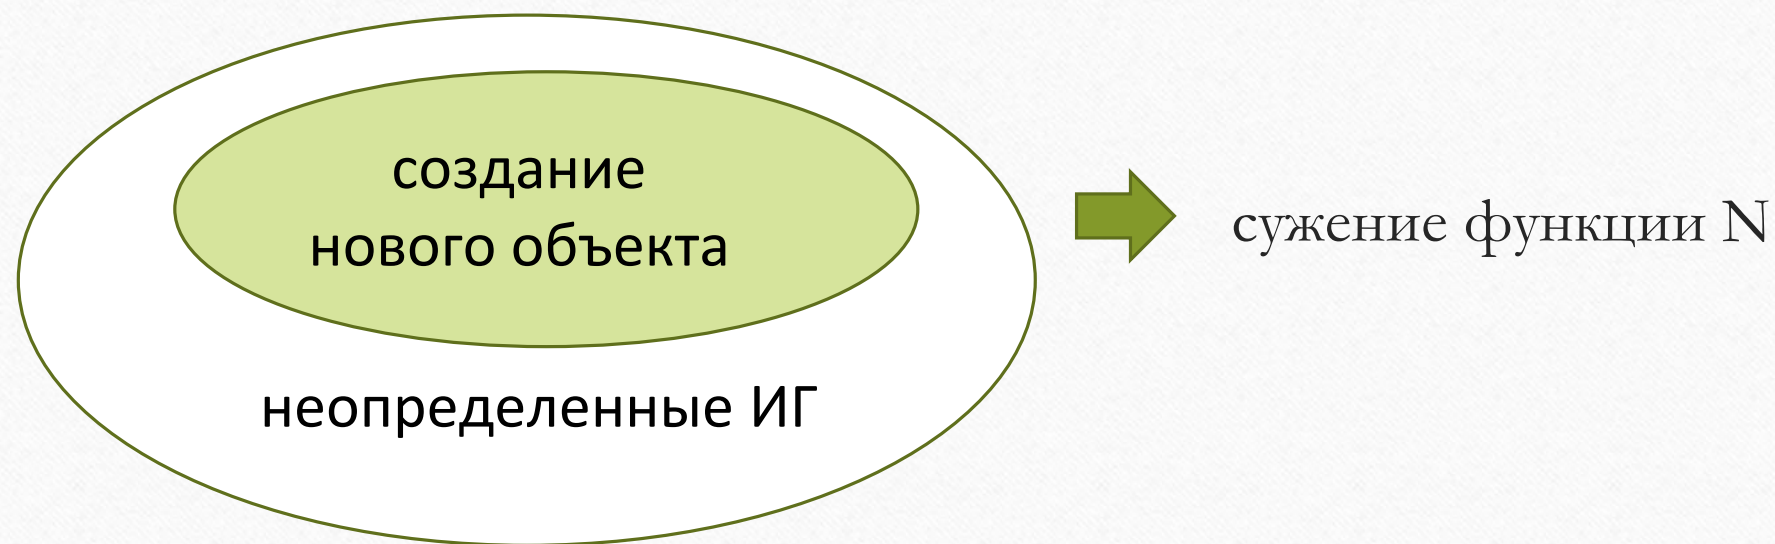 создание
нового объекта
неопределенные ИГ
сужение функции N